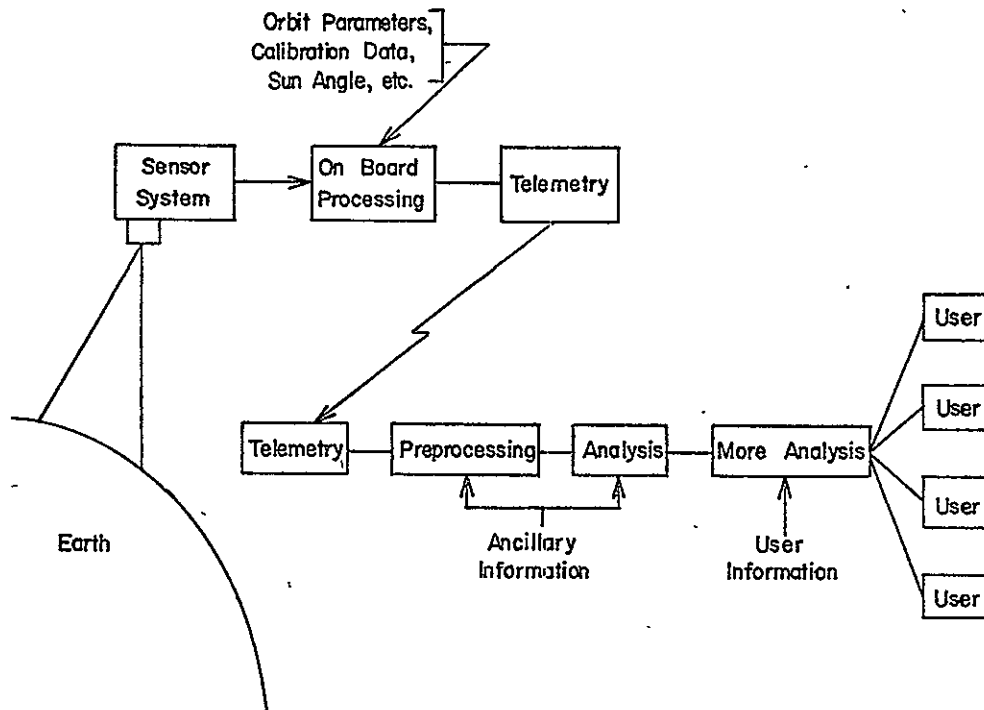 Orbit Parameters,
Calibration Data,
Sun Angle, etc.
Sensor
System
On Board
Processing
Telemetry
Telemetry
Preprocessing
Analysis
More Analysis
User
User
User
User
Ancillary
Information
User
Information
Earth